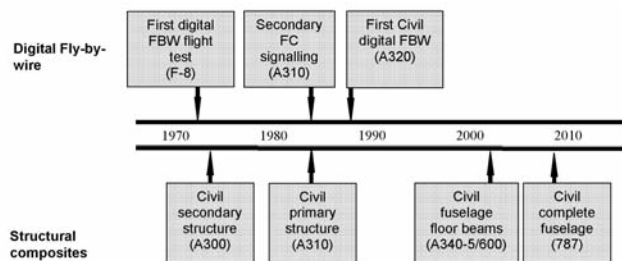 Digital Fly-by-
wire
First digital
FBW flight
test
(F-8)
Secondary
FC
signalling
(A310)
First Civil
digital FBW
(A320)
1970 1980 1990 2000 2010
Civil
secondary
structure
(A300)
Civil
primary
structure
(A310)
Civil
fuselage
floor beams
(A340-5/600)
Civil
complete
fuselage
(787)
Structural
composites